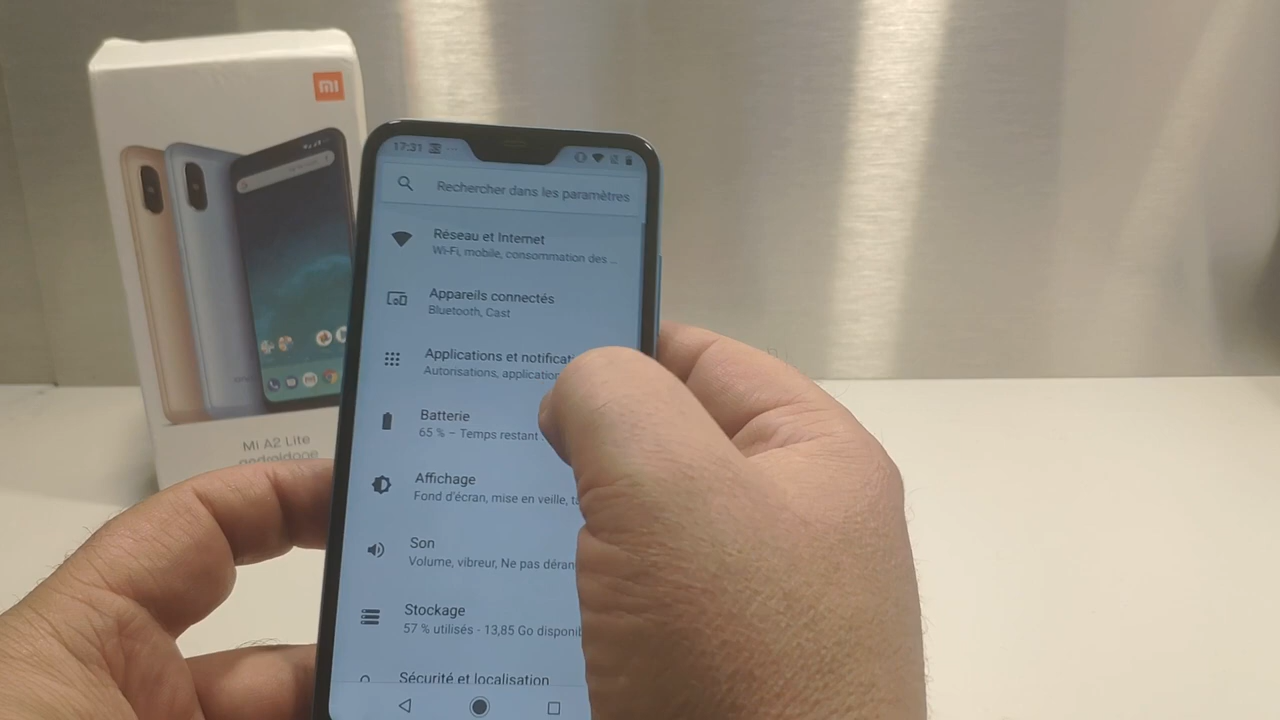 mi
Mi A2 Lite
androidone
17:31
Rechercher dans les paramètres
Réseau et Internet
Wi-Fi, mobile, consommation des ...
Appareils connectés
Bluetooth, Cast
Applications et notificat
Autorisations, application
Batterie
65 % – Temps restant
Affichage
Fond d'écran, mise en veille,
Son
Volume, vibreur, Ne pas déran
Stockage
57 % utilisés - 13,85 Go disponib
Sécurité et localisation